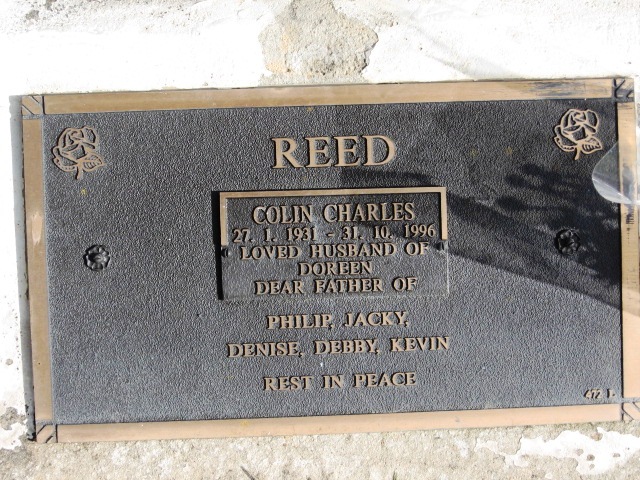 REED
COLIN CHARLES
27. 1. 1931 - 31. 10. 1996
LOVED HUSBAND OF
DOREEN
DEAR FATHER OF
PHILIP, JACKY,
DENISE, DEBBY, KEVIN
REST IN PEACE